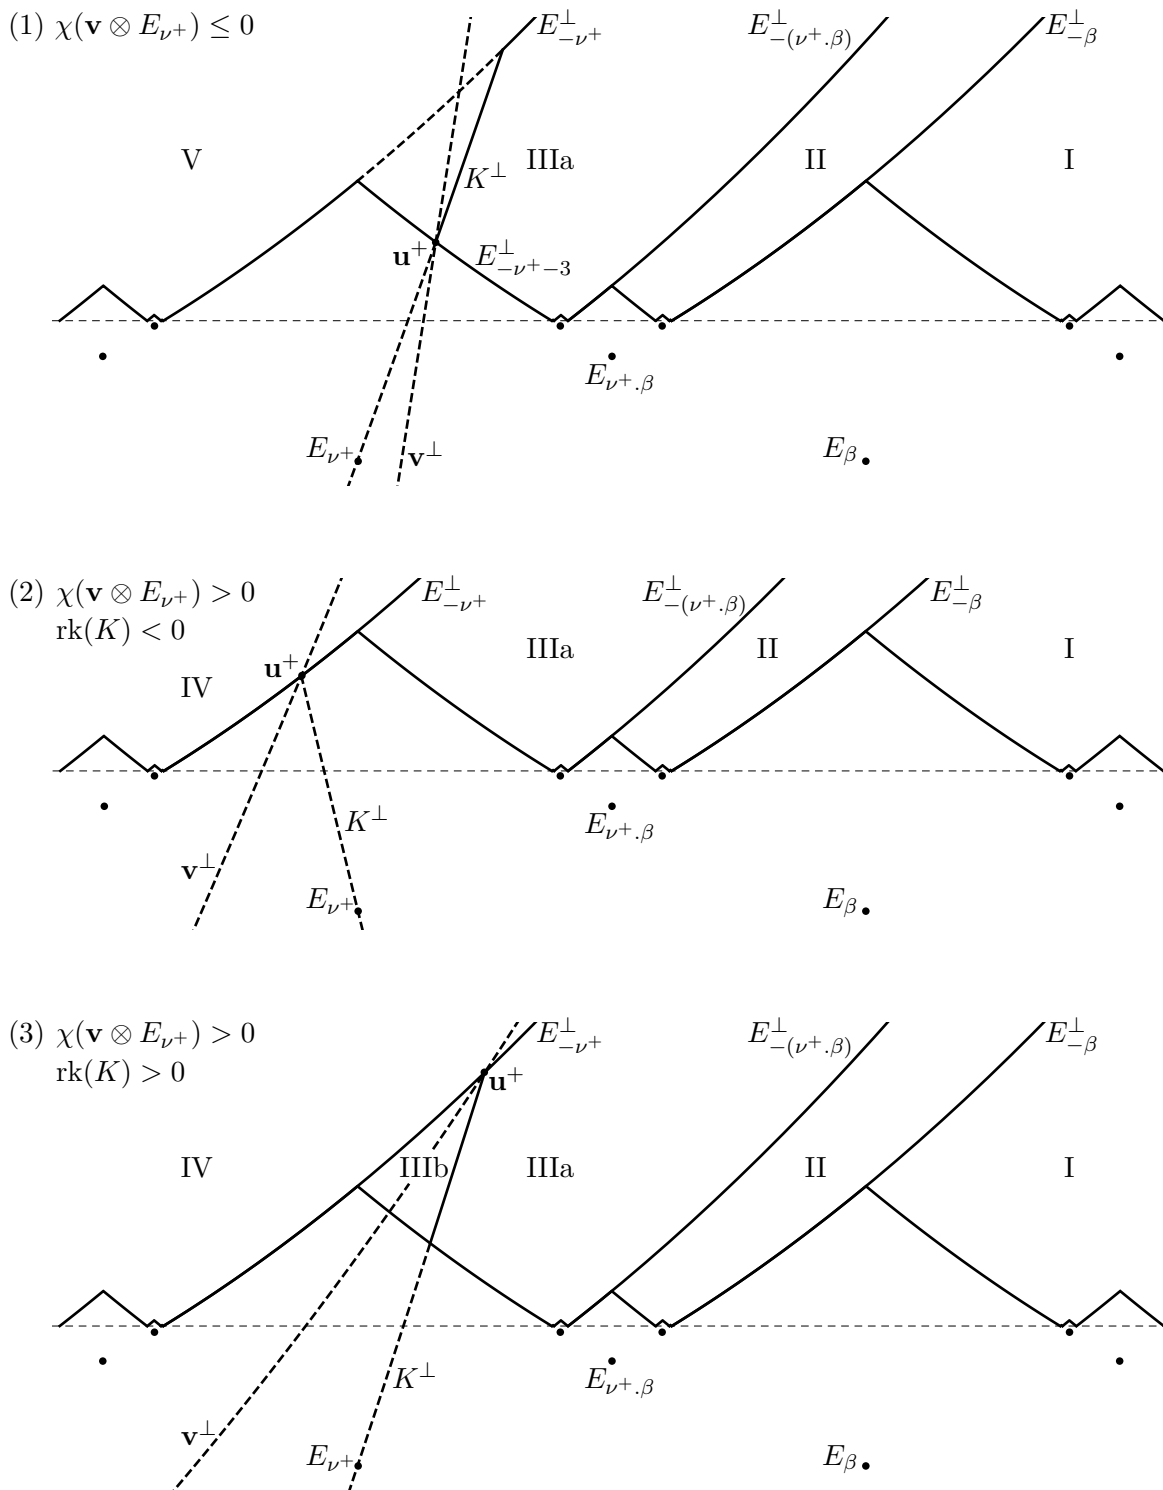 (1) χ(𝐯 ⊗ E_{ν⁺}) ≤ 0
E^⊥_{−ν⁺} E^⊥_{−(ν⁺.β)} E^⊥_{−β}
V K^⊥ IIIa II I
𝐮⁺ E^⊥_{−ν⁺−3}
E_{ν⁺.β}
E_{ν⁺} 𝐯^⊥ E_β
(2) χ(𝐯 ⊗ E_{ν⁺}) > 0
rk(K) < 0
E^⊥_{−ν⁺} E^⊥_{−(ν⁺.β)} E^⊥_{−β}
IV 𝐮⁺ IIIa II I
K^⊥ E_{ν⁺.β}
𝐯^⊥
E_{ν⁺} E_β
(3) χ(𝐯 ⊗ E_{ν⁺}) > 0
rk(K) > 0
E^⊥_{−ν⁺} E^⊥_{−(ν⁺.β)} E^⊥_{−β}
𝐮⁺
IV IIIb IIIa II I
K^⊥ E_{ν⁺.β}
𝐯^⊥
E_{ν⁺} E_β